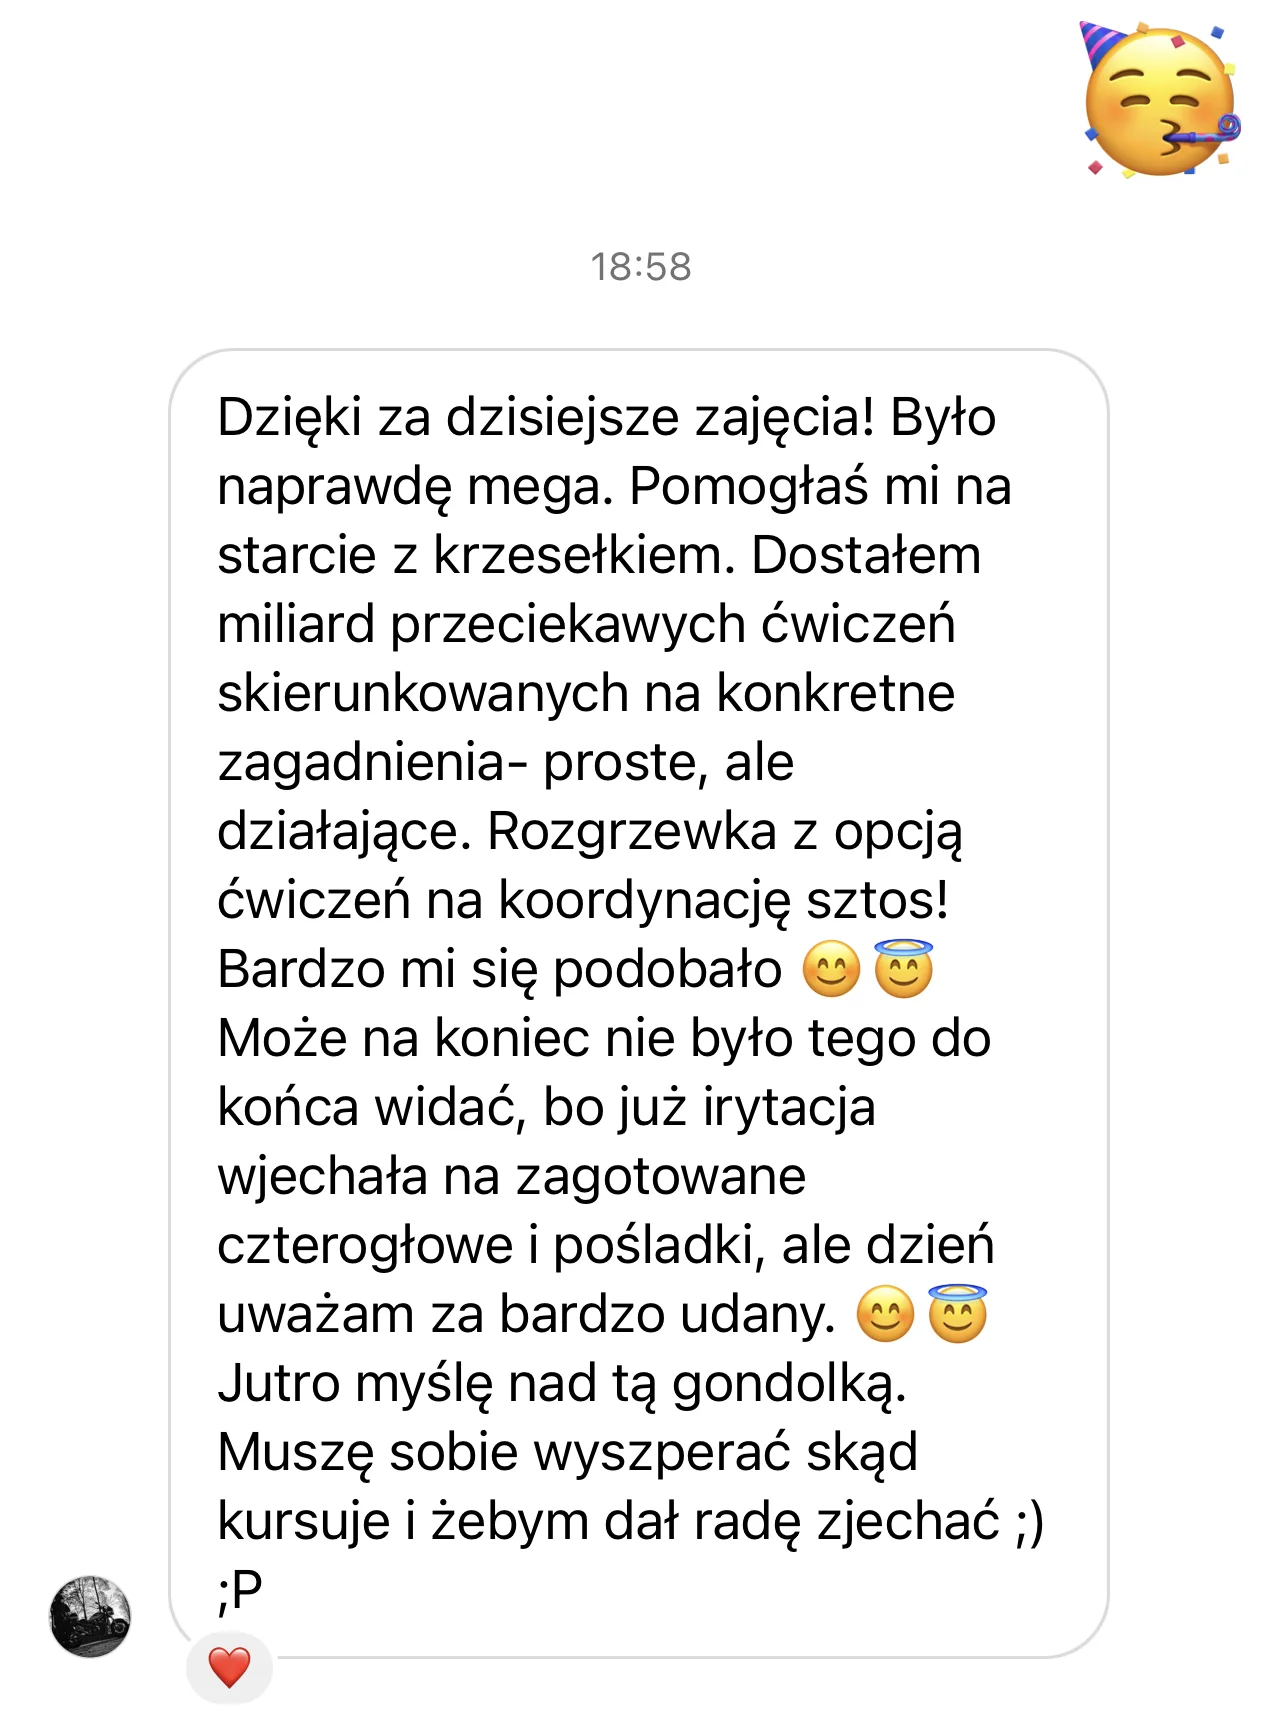 18:58
Dzięki za dzisiejsze zajęcia! Było
naprawdę mega. Pomogłaś mi na
starcie z krzesełkiem. Dostałem
miliard przeciekawych ćwiczeń
skierunkowanych na konkretne
zagadnienia- proste, ale
działające. Rozgrzewka z opcją
ćwiczeń na koordynację sztos!
Bardzo mi się podobało 😊😇
Może na koniec nie było tego do
końca widać, bo już irytacja
wjechała na zagotowane
czterogłowe i pośladki, ale dzień
uważam za bardzo udany. 😊😇
Jutro myślę nad tą gondolką.
Muszę sobie wyszperać skąd
kursuje i żebym dał radę zjechać ;)
;P